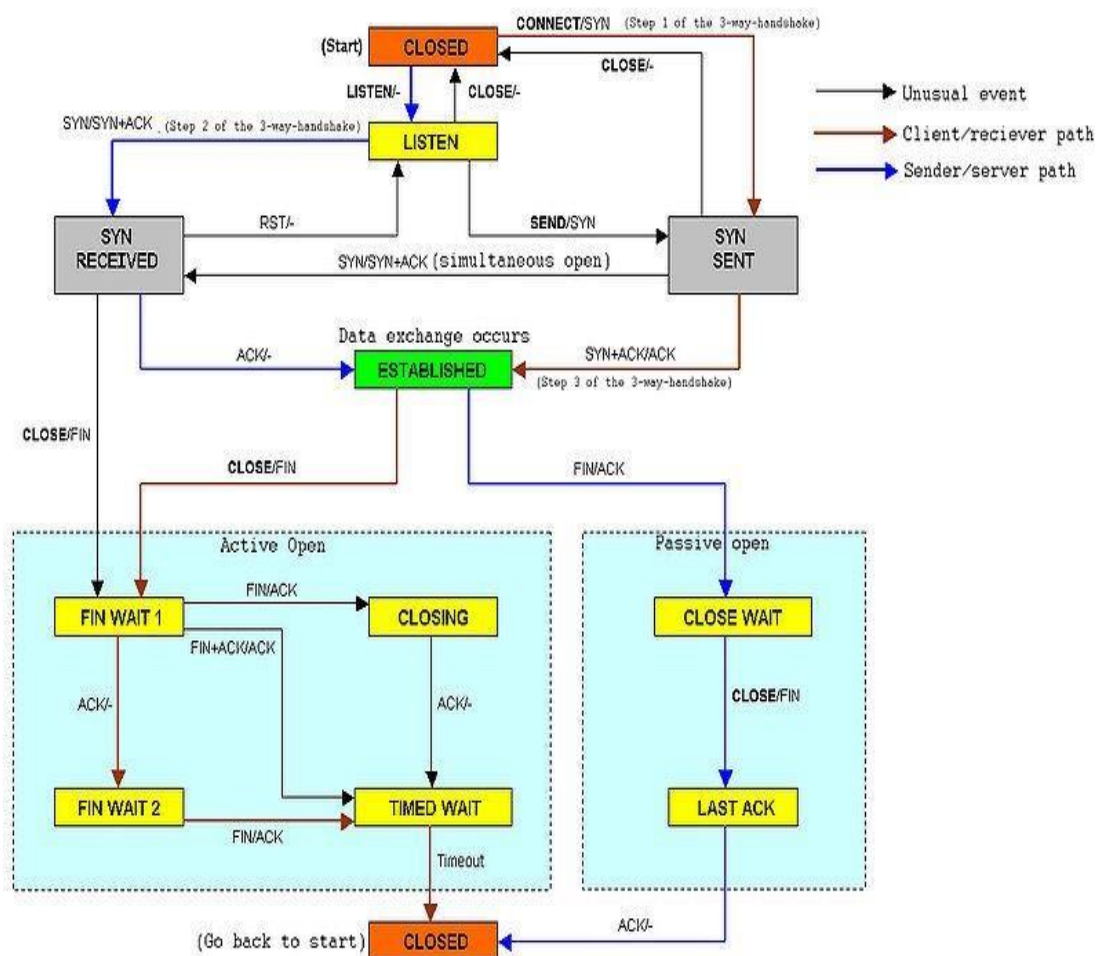 CONNECT/SYN (Step 1 of the 3-way-handshake)
(Start) CLOSED
CLOSE/-
LISTEN/- CLOSE/-
Unusual event
Client/reciever path
Sender/server path
SYN/SYN+ACK (Step 2 of the 3-way-handshake)
LISTEN
RST/-
SEND/SYN
SYN
RECEIVED
SYN
SENT
SYN/SYN+ACK (simultaneous open)
Data exchange occurs
ACK/-
ESTABLISHED
SYN+ACK/ACK
(Step 3 of the 3-way-handshake)
CLOSE/FIN
CLOSE/FIN
FIN/ACK
Active Open
Passive open
FIN WAIT 1
FIN/ACK
CLOSING
CLOSE WAIT
FIN+ACK/ACK
ACK/-
ACK/-
CLOSE/FIN
FIN WAIT 2
TIMED WAIT
LAST ACK
FIN/ACK
Timeout
(Go back to start) CLOSED
ACK/-